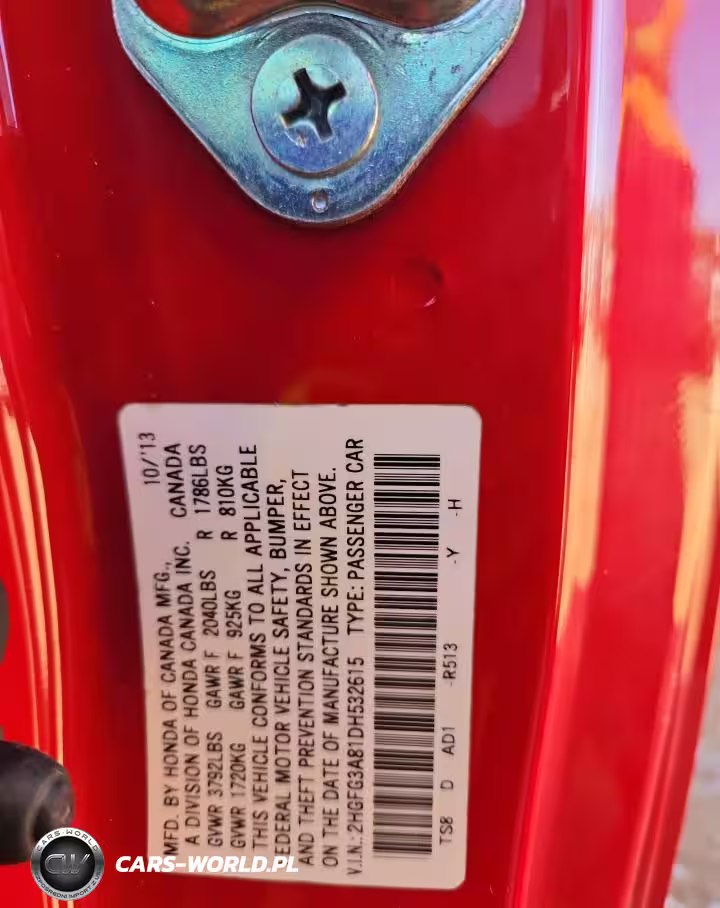 MFD. BY HONDA OF CANADA MFG., 10/'13
A DIVISION OF HONDA CANADA INC. CANADA
GVWR 3792LBS GAWR F 2040LBS R 1786LBS
GVWR 1720KG GAWR F 925KG R 810KG
THIS VEHICLE CONFORMS TO ALL APPLICABLE
FEDERAL MOTOR VEHICLE SAFETY, BUMPER,
AND THEFT PREVENTION STANDARDS IN EFFECT
ON THE DATE OF MANUFACTURE SHOWN ABOVE.
V.I.N.: 2HGFG3A81DH532615 TYPE: PASSENGER CAR
TS8 D AD1 -R513 -Y -H
CARS-WORLD
CW
CARS-WORLD.PL